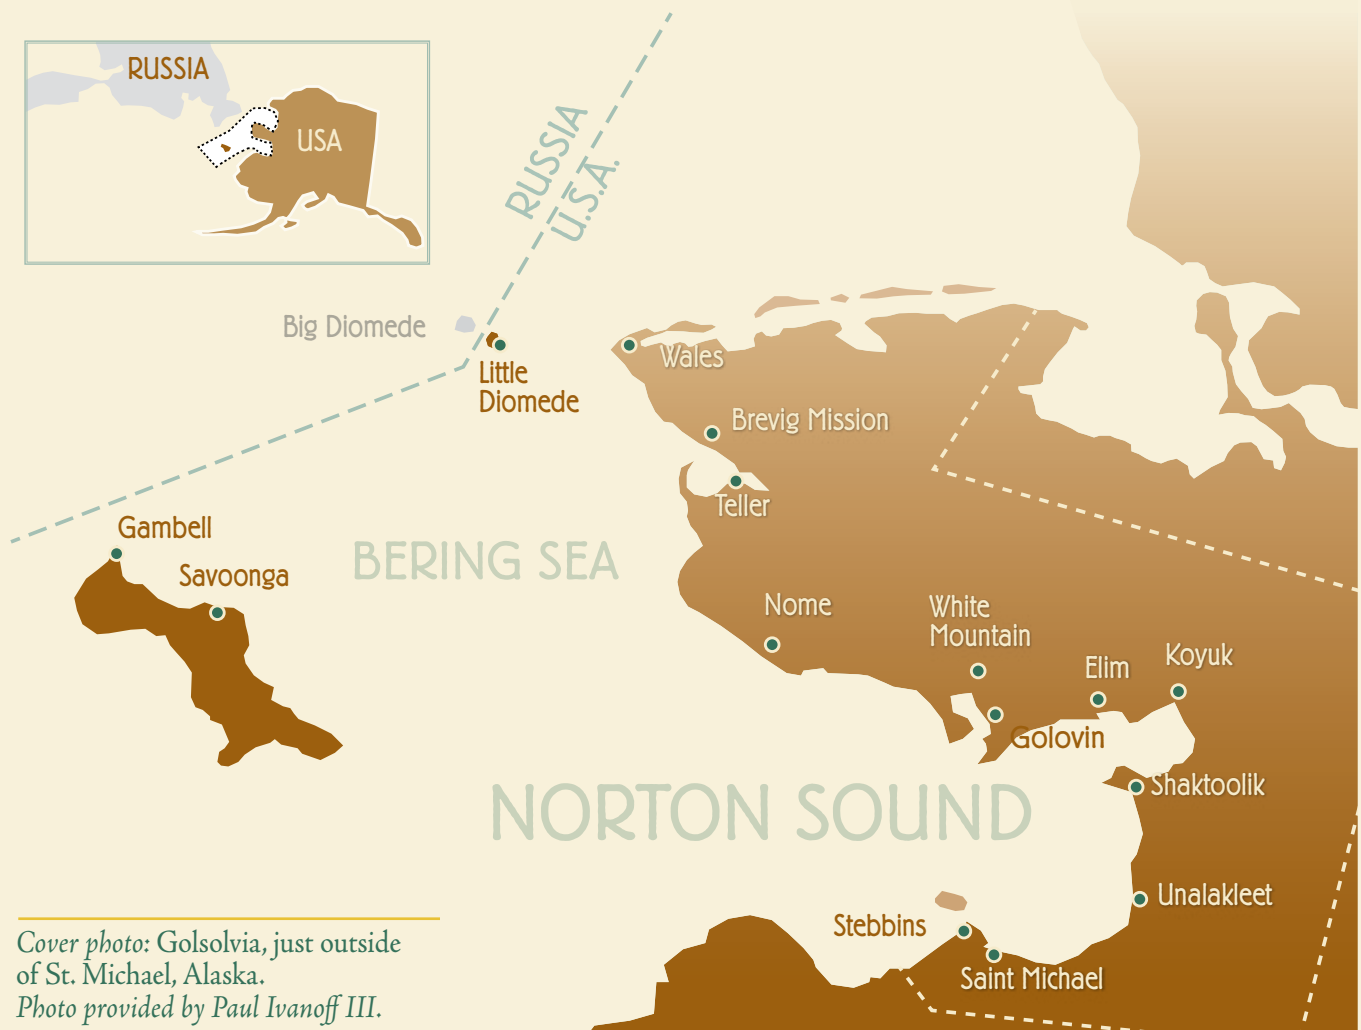 RUSSIA
USA
RUSSIA
U.S.A.
Big Diomede
Little
Diomede
Wales
Brevig Mission
Teller
Gambell
Savoonga
BERING SEA
Nome
White
Mountain
Elim
Koyuk
Golovin
Shaktoolik
NORTON SOUND
Unalakleet
Stebbins
Saint Michael
Cover photo: Golsolvia, just outside
of St. Michael, Alaska.
Photo provided by Paul Ivanoff III.